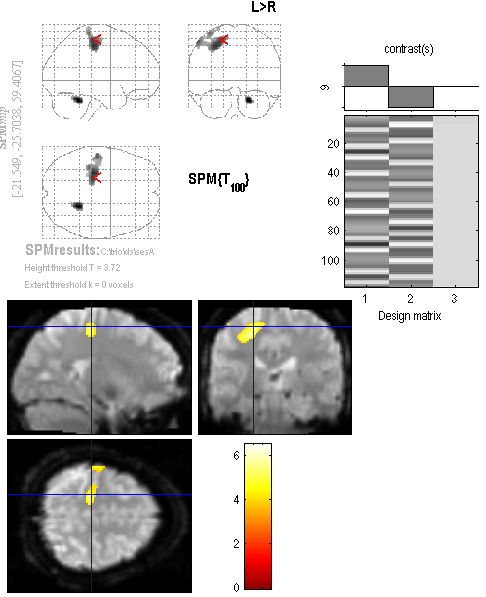 L>R
contrast(s)
9
SPMmip
[-21.549, -25.7038, 59.4067]
SPM{T100}
20
40
60
80
100
SPMresults: C:\trio\ds\sesA
Height threshold T = 3.72
Extent threshold k = 0 voxels
1 2 3
Design matrix
6
4
2
0